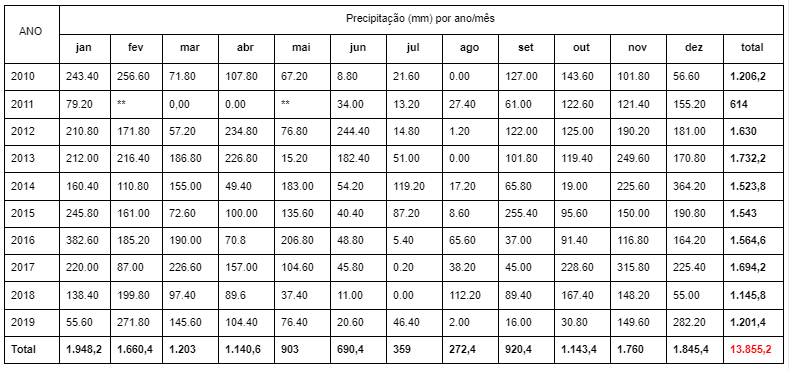 Precipitação (mm) por ano/mês
ANO
jan fev mar abr mai jun jul ago set out nov dez total
2010 243.40 256.60 71.80 107.80 67.20 8.80 21.60 0.00 127.00 143.60 101.80 56.60 1.206,2
2011 79.20 ** 0,00 0.00 ** 34.00 13.20 27.40 61.00 122.60 121.40 155.20 614
2012 210.80 171.80 57.20 234.80 76.80 244.40 14.80 1.20 122.00 125.00 190.20 181.00 1.630
2013 212.00 216.40 186.80 226.80 15.20 182.40 51.00 0.00 101.80 119.40 249.60 170.80 1.732,2
2014 160.40 110.80 155.00 49.40 183.00 54.20 119.20 17.20 65.80 19.00 225.60 364.20 1.523,8
2015 245.80 161.00 72.60 100.00 135.60 40.40 87.20 8.60 255.40 95.60 150.00 190.80 1.543
2016 382.60 185.20 190.00 70.8 206.80 48.80 5.40 65.60 37.00 91.40 116.80 164.20 1.564,6
2017 220.00 87.00 226.60 157.00 104.60 45.80 0.20 38.20 45.00 228.60 315.80 225.40 1.694,2
2018 138.40 199.80 97.40 89.6 37.40 11.00 0.00 112.20 89.40 167.40 148.20 55.00 1.145,8
2019 55.60 271.80 145.60 104.40 76.40 20.60 46.40 2.00 16.00 30.80 149.60 282.20 1.201,4
Total 1.948,2 1.660,4 1.203 1.140,6 903 690,4 359 272,4 920,4 1.143,4 1.760 1.845,4 13.855,2